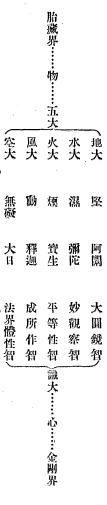 胎藏界……物……五大
地大 堅 阿閦 大圓鏡智
水大 濕 彌陀 妙觀察智
火大 煖 寶生 平等性智
風大 動 釋迦 成所作智
空大 無礙 大日 法界體性智
識大……心……金剛界